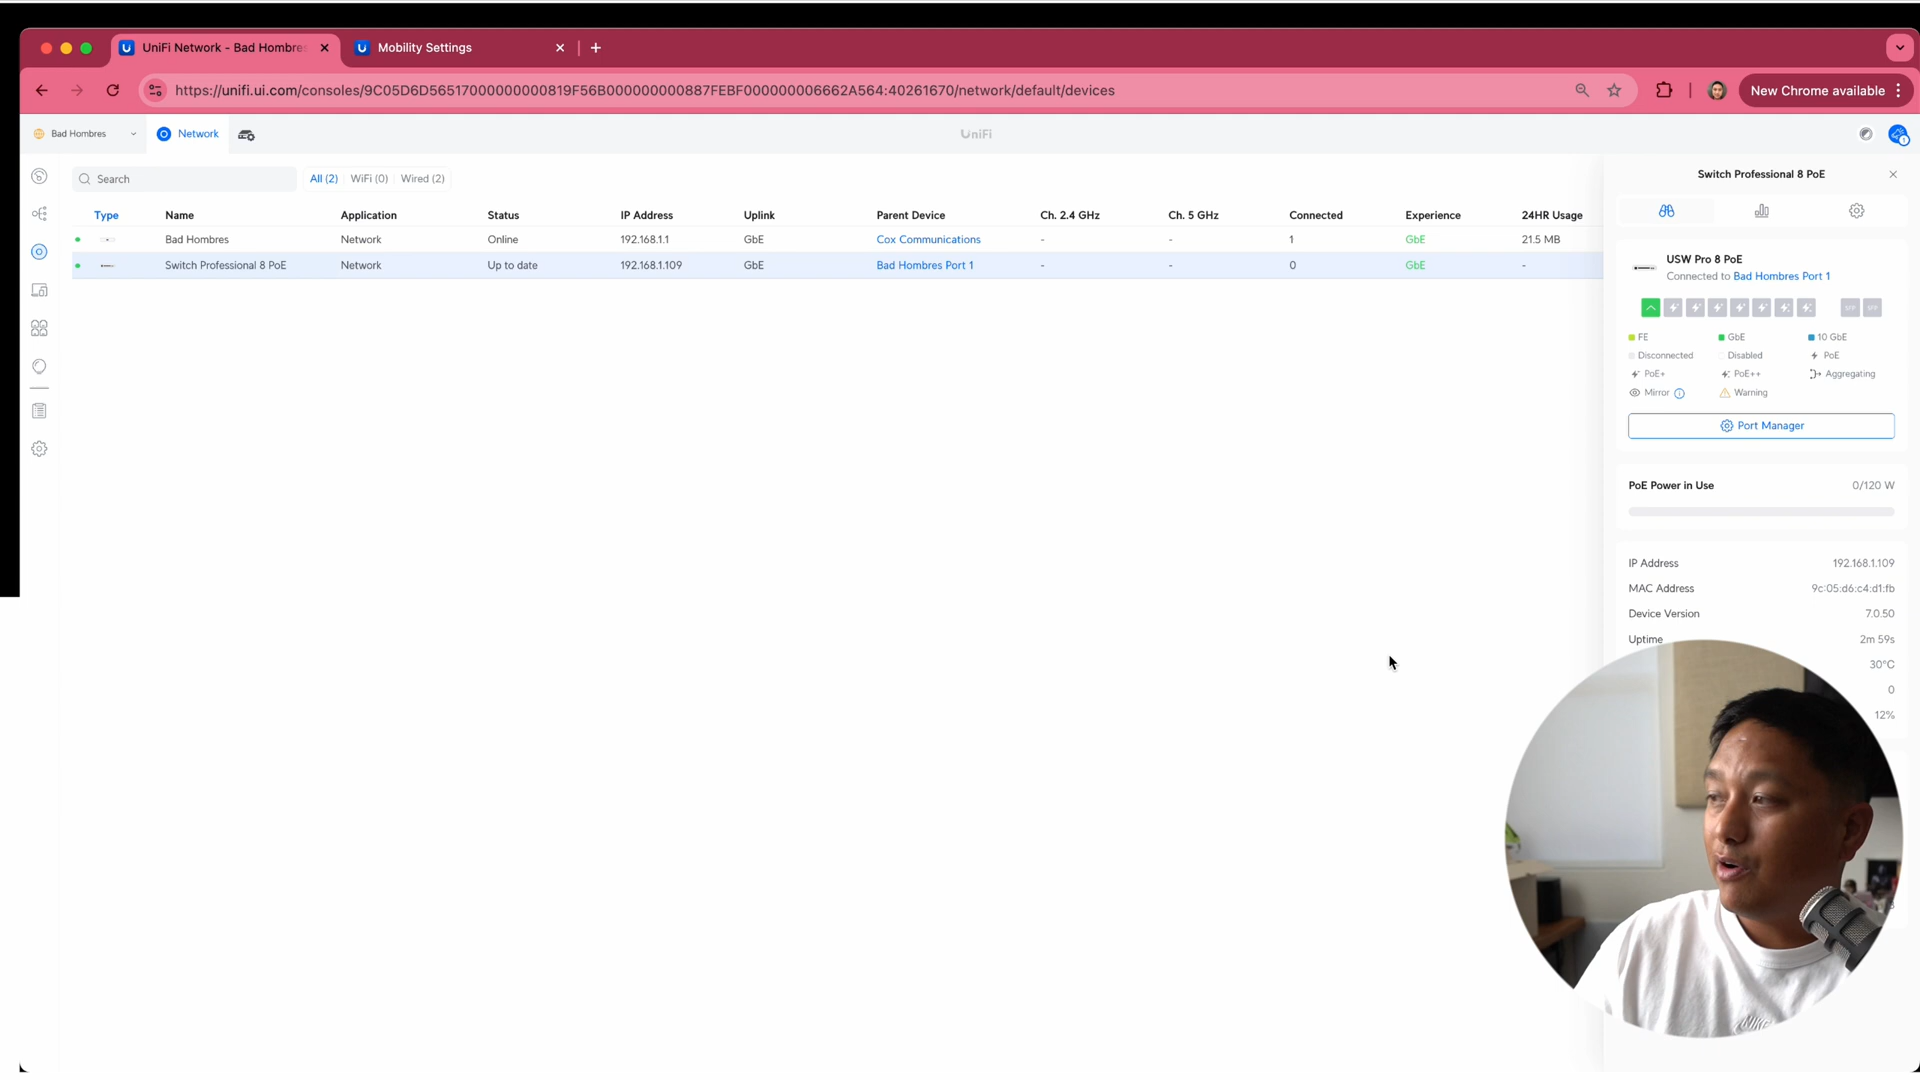 UniFi Network - Bad Hombres
Mobility Settings
https://unifi.ui.com/consoles/9C05D6D56517000000000819F56B000000000887FEBF000000006662A564:40261670/network/default/devices
New Chrome available
Bad Hombres
Network
UniFi
Search
All (2) WiFi (0) Wired (2)
Type Name Application Status IP Address Uplink Parent Device Ch. 2.4 GHz Ch. 5 GHz Connected Experience 24HR Usage
Bad Hombres Network Online 192.168.1.1 GbE Cox Communications - - 1 GbE 21.5 MB
Switch Professional 8 PoE Network Up to date 192.168.1.109 GbE Bad Hombres Port 1 - - 0 GbE -
Switch Professional 8 PoE
USW Pro 8 PoE
Connected to Bad Hombres Port 1
FE GbE 10 GbE
Disconnected Disabled PoE
PoE+ PoE++ Aggregating
Mirror Warning
Port Manager
PoE Power in Use 0/120 W
IP Address 192.168.1.109
MAC Address 9c:05:d6:c4:d1:fb
Device Version 7.0.50
Uptime 2m 59s
30°C
0
12%